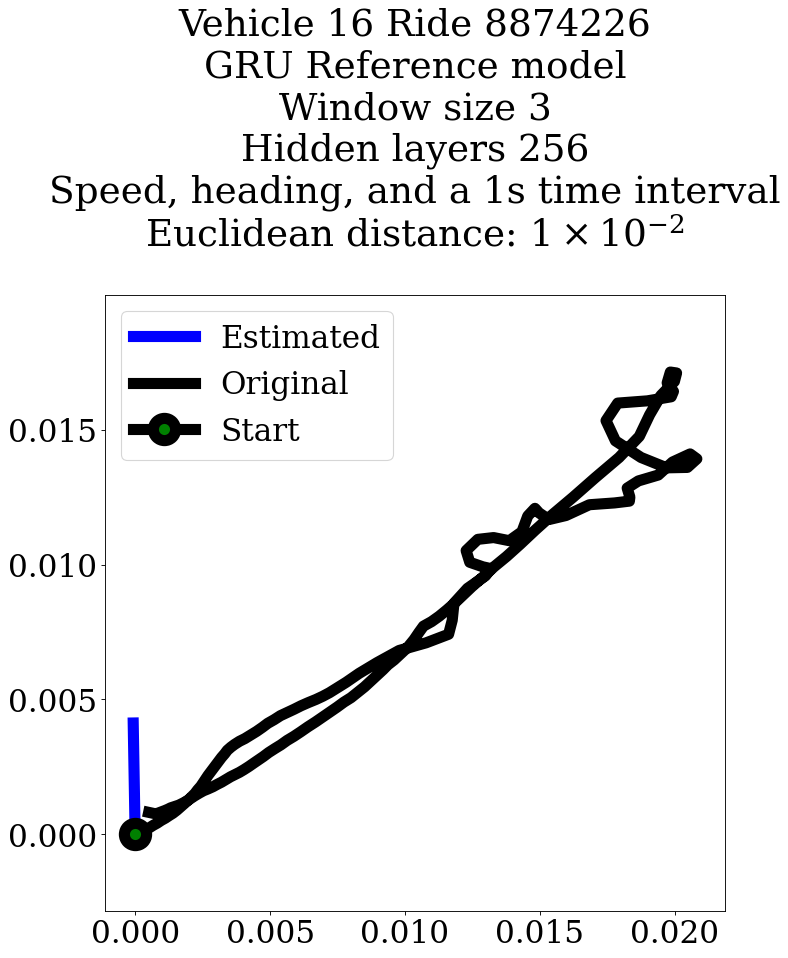 Vehicle 16 Ride 8874226
GRU Reference model
Window size 3
Hidden layers 256
Speed, heading, and a 1s time interval
Euclidean distance: 1 × 10⁻²
Estimated
Original
Start
0.015
0.010
0.005
0.000
0.000 0.005 0.010 0.015 0.020